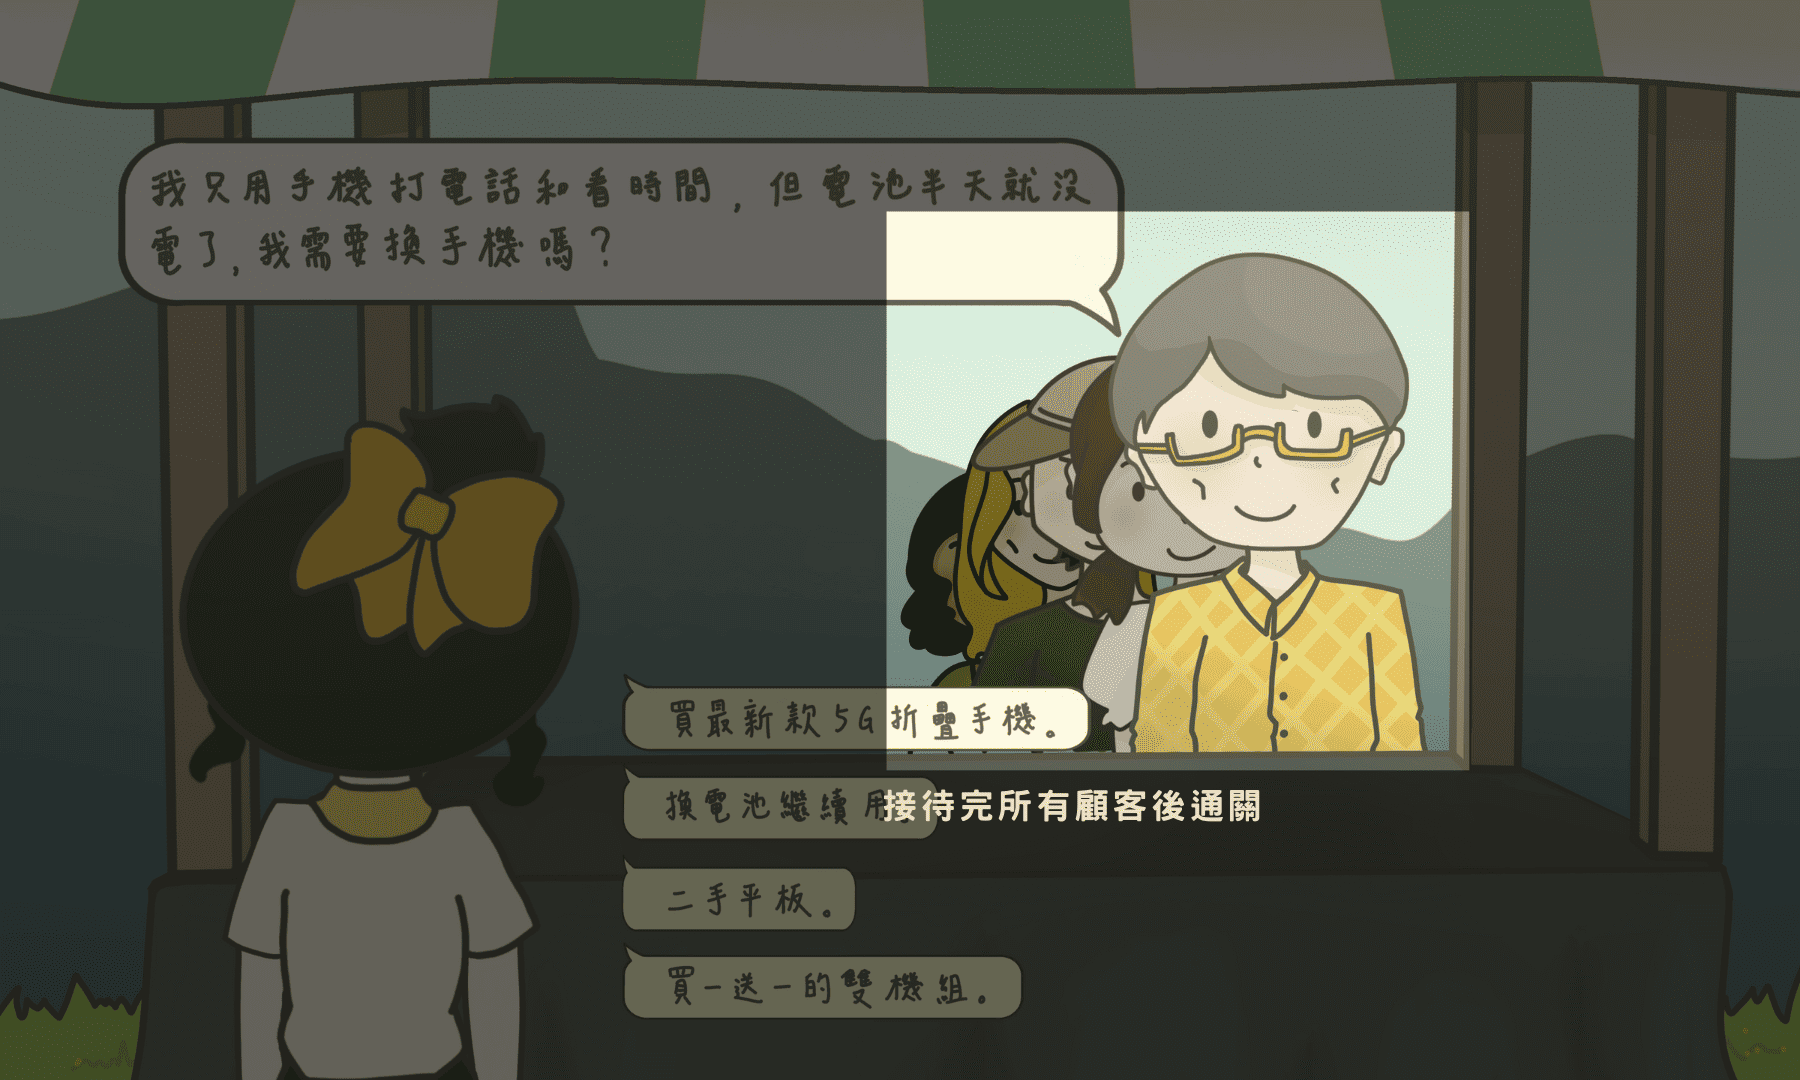 我只用手機打電話和看時間，但電池半天就沒
電了，我需要換手機嗎？
買最新款5G折疊手機。
換電池繼續用。
接待完所有顧客後通關
二手平板。
買一送一的雙機組。